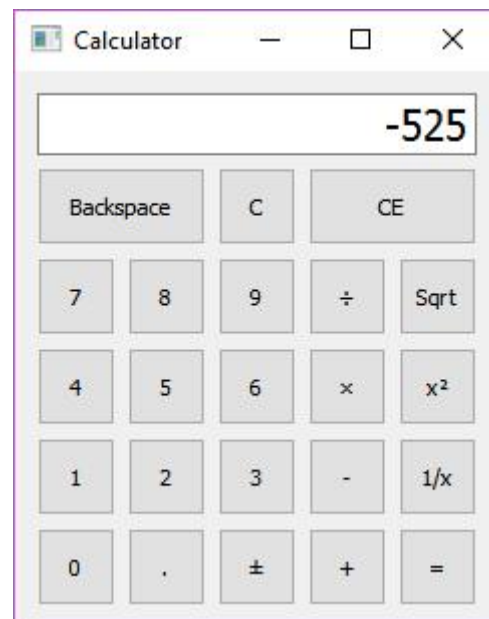 Calculator
-525
Backspace C CE
7 8 9 ÷ Sqrt
4 5 6 × x²
1 2 3 - 1/x
0 . ± + =